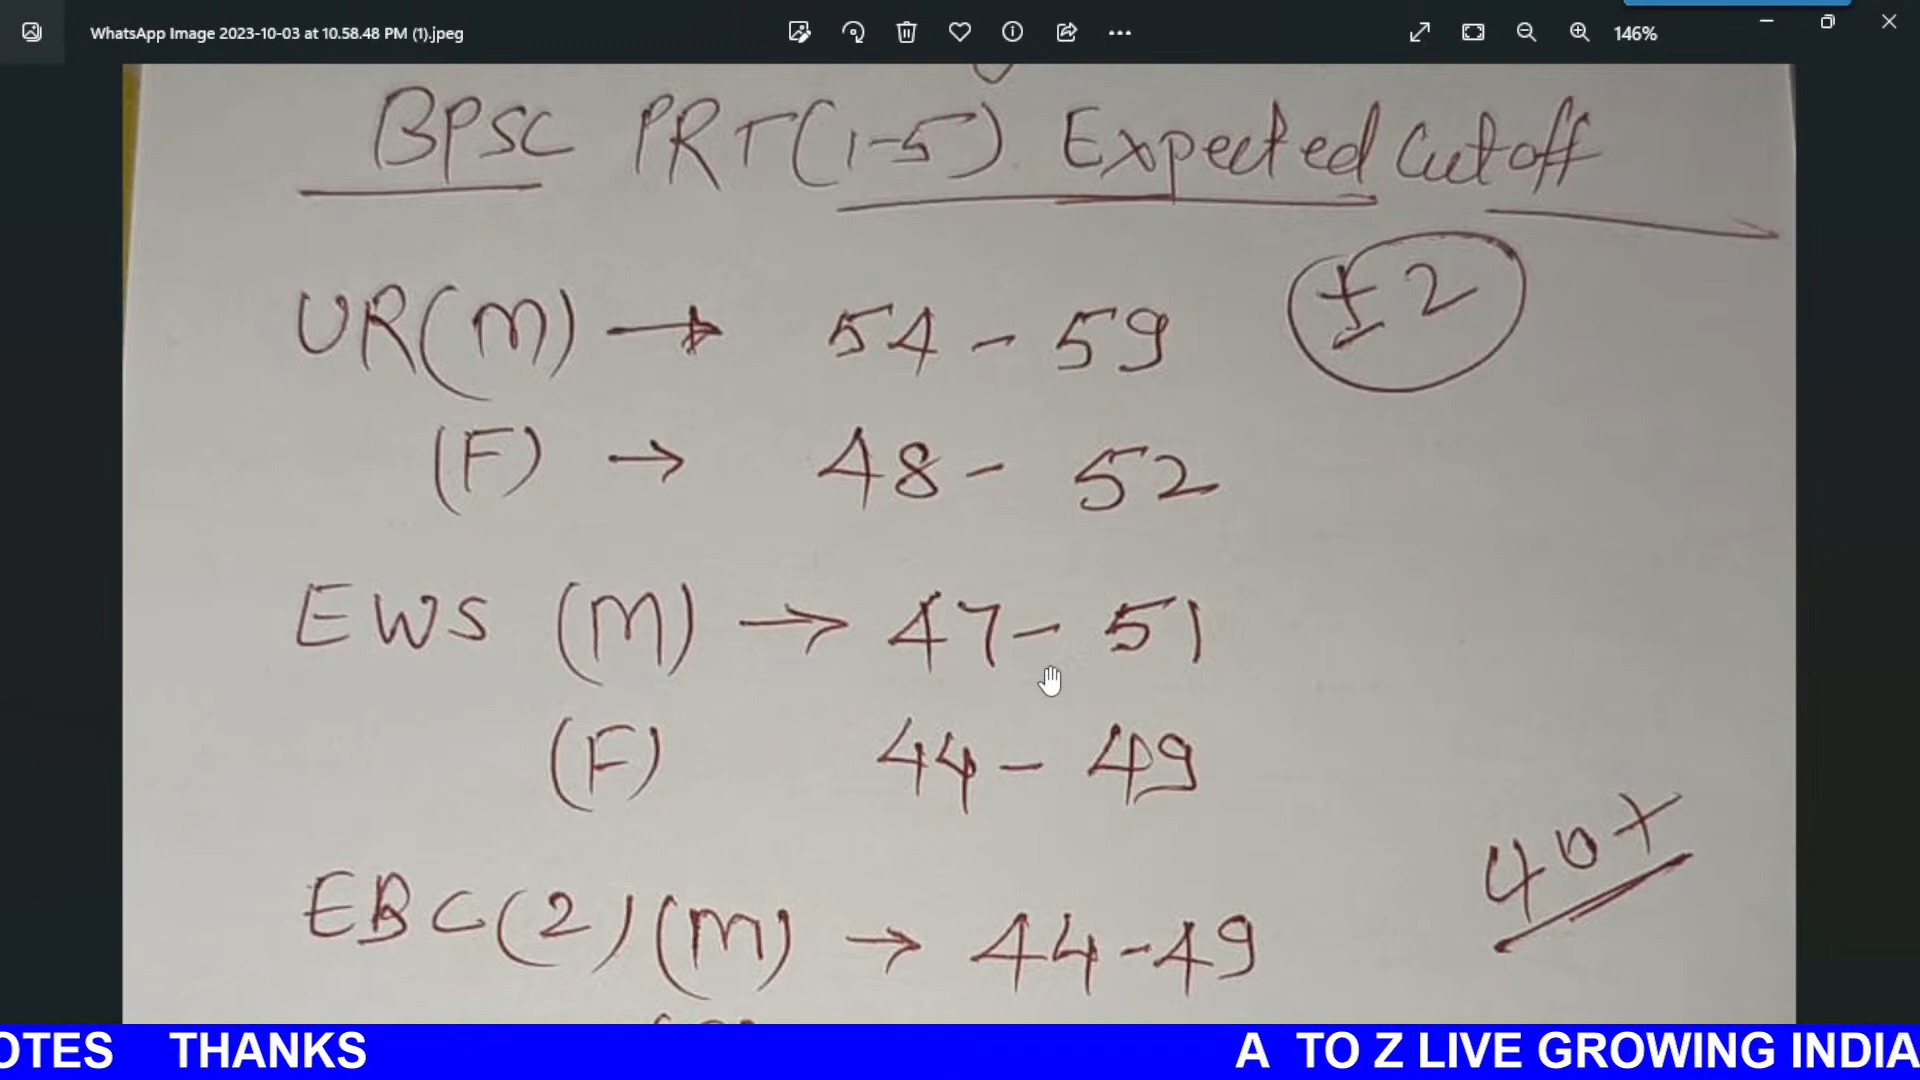 WhatsApp Image 2023-10-03 at 10.58.48 PM (1).jpeg
146%
BPSC PRT(1-5) Expected Cutoff
±2
UR(M) → 54 - 59
(F) → 48 - 52
EWS (M) → 47 - 51
(F) 44 - 49
40+
EBC(2)(M) → 44-49
OTES THANKS A TO Z LIVE GROWING INDIA